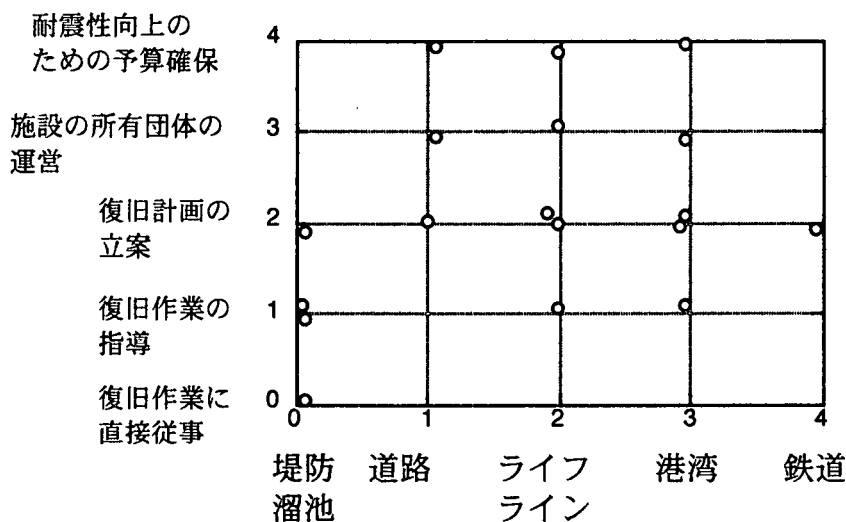 耐震性向上の
ための予算確保
4
施設の所有団体の
運営
3
復旧計画の
立案
2
復旧作業の
指導
1
復旧作業に
直接従事
0
0 1 2 3 4
堤防 道路 ライフ 港湾 鉄道
溜池 ライン